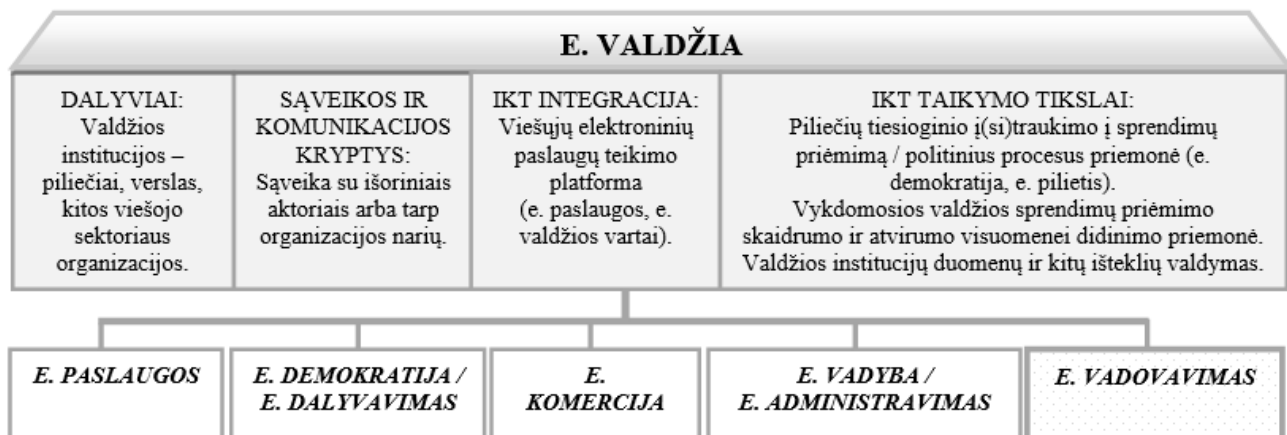 E. VALDŽIA
DALYVIAI:
Valdžios
institucijos –
piliečiai, verslas,
kitos viešojo
sektoriaus
organizacijos.
SĄVEIKOS IR
KOMUNIKACIJOS
KRYPTYS:
Sąveika su išoriniais
aktoriais arba tarp
organizacijos narių.
IKT INTEGRACIJA:
Viešųjų elektroninių
paslaugų teikimo
platforma
(e. paslaugos, e.
valdžios vartai).
IKT TAIKYMO TIKSLAI:
Piliečių tiesioginio į(si)traukimo į sprendimų
priėmimą / politinius procesus priemonė (e.
demokratija, e. pilietis).
Vykdomosios valdžios sprendimų priėmimo
skaidrumo ir atvirumo visuomenei didinimo priemonė.
Valdžios institucijų duomenų ir kitų išteklių valdymas.
E. PASLAUGOS
E. DEMOKRATIJA /
E. DALYVAVIMAS
E.
KOMERCIJA
E. VADYBA /
E. ADMINISTRAVIMAS
E. VADOVAVIMAS